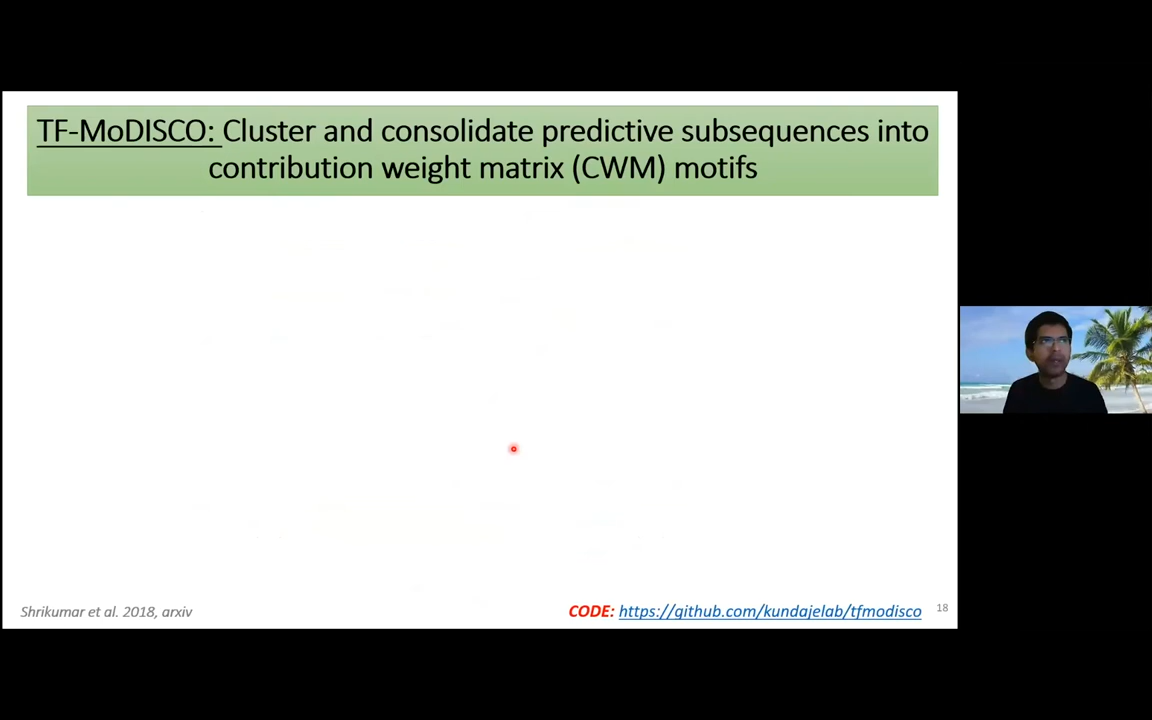 TF-MoDISCO: Cluster and consolidate predictive subsequences into
contribution weight matrix (CWM) motifs
Shrikumar et al. 2018, arxiv
CODE: https://github.com/kundajelab/tfmodisco
18